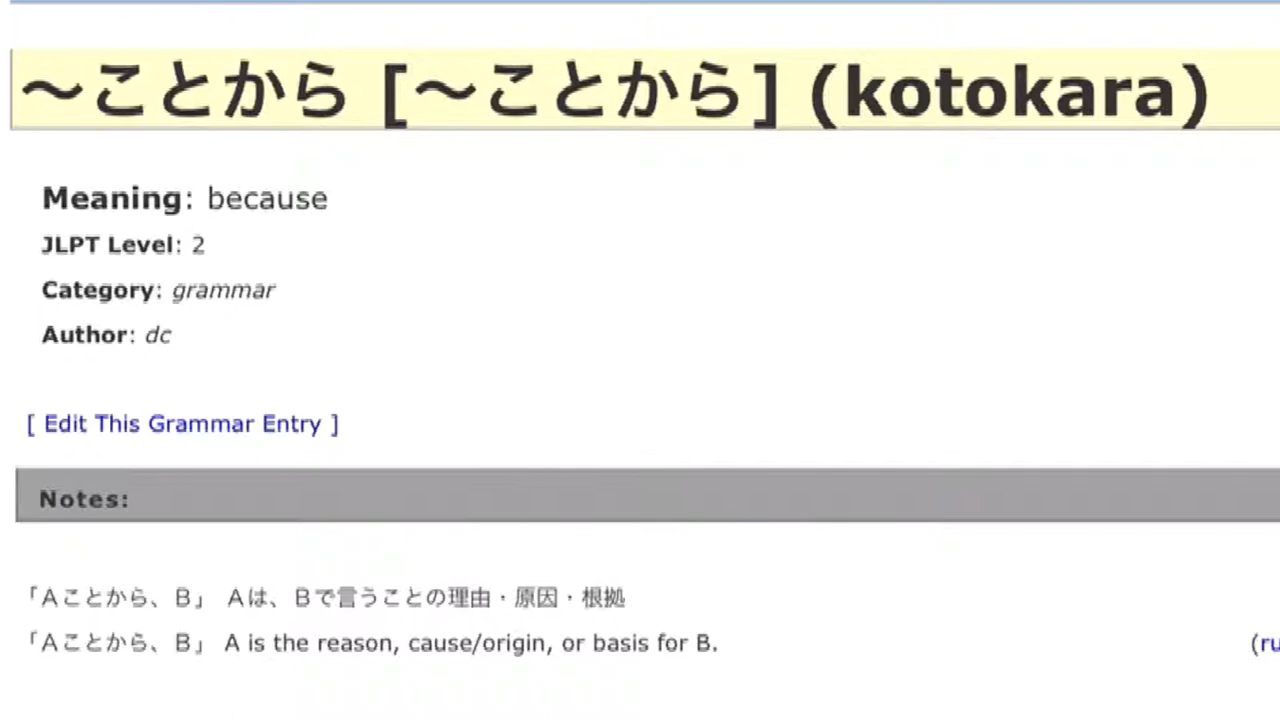 ～ことから [～ことから] (kotokara)
Meaning: because
JLPT Level: 2
Category: grammar
Author: dc
[ Edit This Grammar Entry ]
Notes:
「Ａことから、Ｂ」 Ａは、Ｂで言うことの理由・原因・根拠
「Ａことから、Ｂ」 A is the reason, cause/origin, or basis for B. (ru